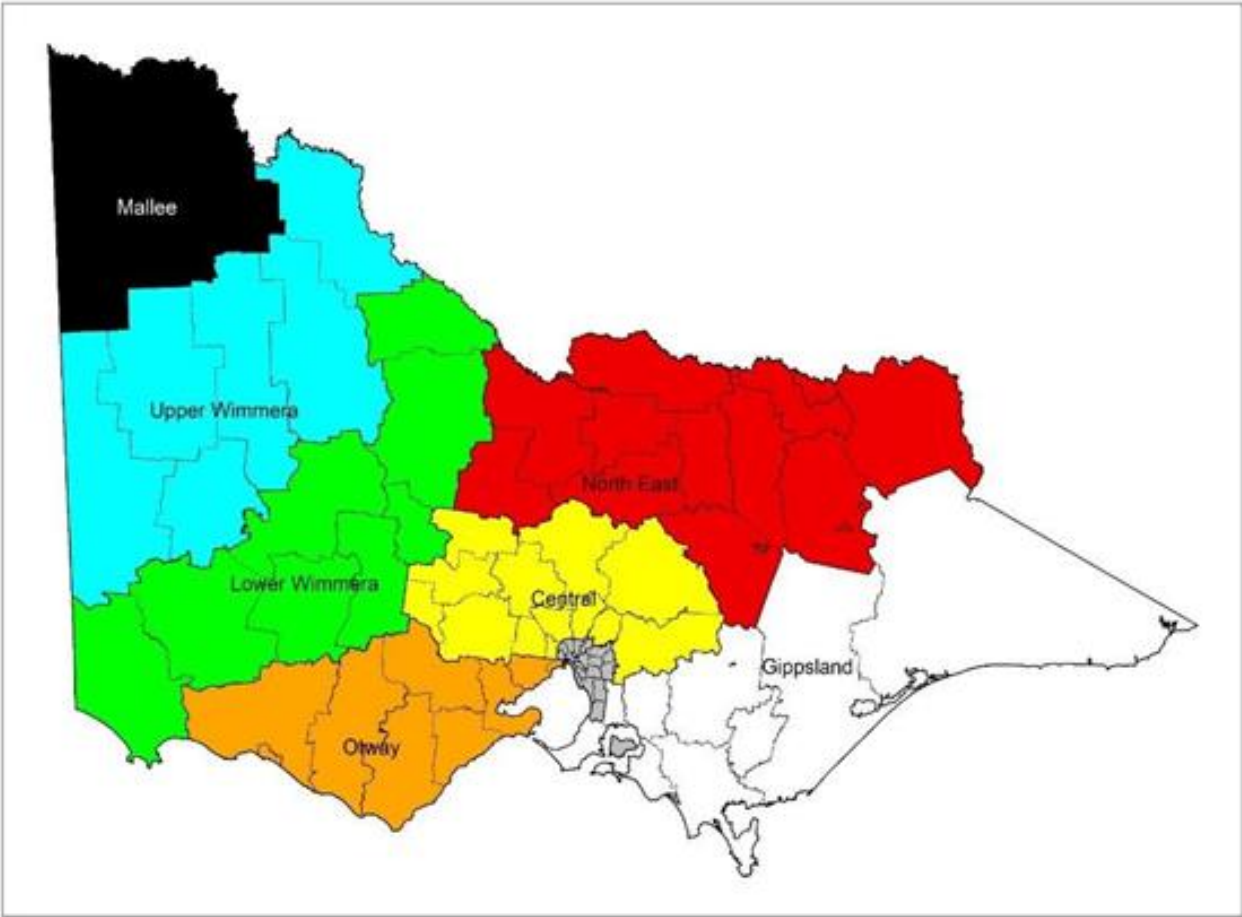 Mallee
Upper Wimmera
North East
Lower Wimmera
Central
Gippsland
Otway